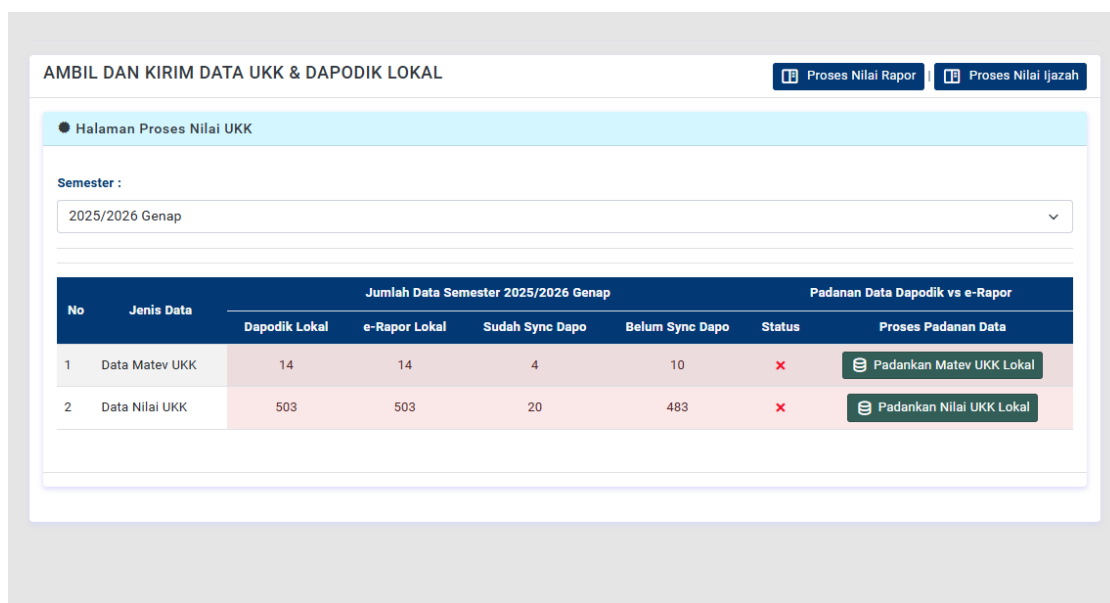 AMBIL DAN KIRIM DATA UKK & DAPODIK LOKAL
Proses Nilai Rapor | Proses Nilai Ijazah
Halaman Proses Nilai UKK
Semester :
2025/2026 Genap
No Jenis Data Jumlah Data Semester 2025/2026 Genap Padanan Data Dapodik vs e-Rapor
Dapodik Lokal e-Rapor Lokal Sudah Sync Dapo Belum Sync Dapo Status Proses Padanan Data
1 Data Matev UKK 14 14 4 10 Padankan Matev UKK Lokal
2 Data Nilai UKK 503 503 20 483 Padankan Nilai UKK Lokal